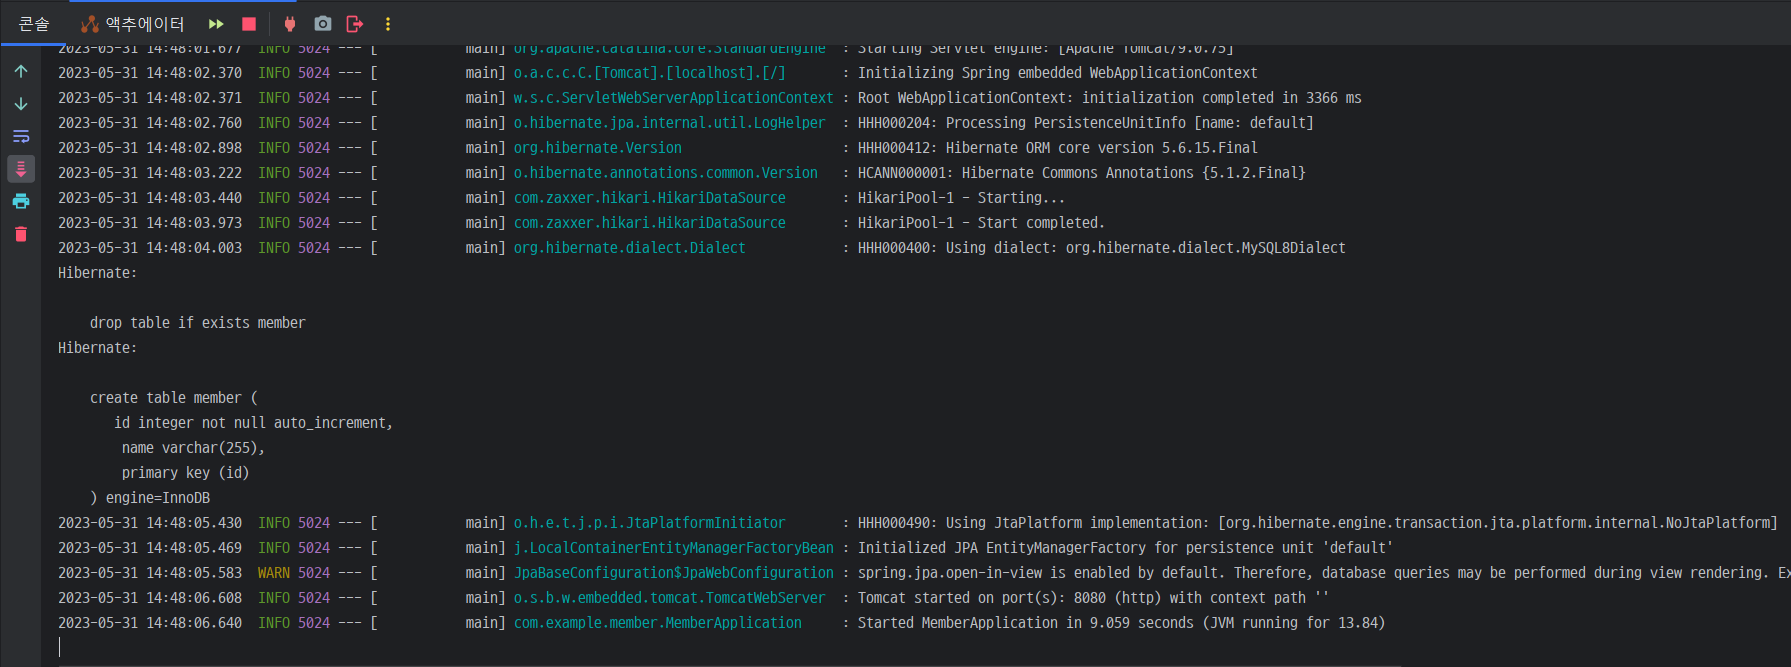 콘솔 액추에이터
2023-05-31 14:48:01.677  INFO 5024 --- [           main] org.apache.catalina.core.StandardEngine  : Starting Servlet engine: [Apache Tomcat/9.0.75]
2023-05-31 14:48:02.370  INFO 5024 --- [           main] o.a.c.c.C.[Tomcat].[localhost].[/]       : Initializing Spring embedded WebApplicationContext
2023-05-31 14:48:02.371  INFO 5024 --- [           main] w.s.c.ServletWebServerApplicationContext : Root WebApplicationContext: initialization completed in 3366 ms
2023-05-31 14:48:02.760  INFO 5024 --- [           main] o.hibernate.jpa.internal.util.LogHelper  : HHH000204: Processing PersistenceUnitInfo [name: default]
2023-05-31 14:48:02.898  INFO 5024 --- [           main] org.hibernate.Version                    : HHH000412: Hibernate ORM core version 5.6.15.Final
2023-05-31 14:48:03.222  INFO 5024 --- [           main] o.hibernate.annotations.common.Version   : HCANN000001: Hibernate Commons Annotations {5.1.2.Final}
2023-05-31 14:48:03.440  INFO 5024 --- [           main] com.zaxxer.hikari.HikariDataSource       : HikariPool-1 - Starting...
2023-05-31 14:48:03.973  INFO 5024 --- [           main] com.zaxxer.hikari.HikariDataSource       : HikariPool-1 - Start completed.
2023-05-31 14:48:04.003  INFO 5024 --- [           main] org.hibernate.dialect.Dialect            : HHH000400: Using dialect: org.hibernate.dialect.MySQL8Dialect
Hibernate:
drop table if exists member
Hibernate:
create table member (
id integer not null auto_increment,
name varchar(255),
primary key (id)
) engine=InnoDB
2023-05-31 14:48:05.430  INFO 5024 --- [           main] o.h.e.t.j.p.i.JtaPlatformInitiator       : HHH000490: Using JtaPlatform implementation: [org.hibernate.engine.transaction.jta.platform.internal.NoJtaPlatform]
2023-05-31 14:48:05.469  INFO 5024 --- [           main] j.LocalContainerEntityManagerFactoryBean : Initialized JPA EntityManagerFactory for persistence unit 'default'
2023-05-31 14:48:05.583  WARN 5024 --- [           main] JpaBaseConfiguration$JpaWebConfiguration : spring.jpa.open-in-view is enabled by default. Therefore, database queries may be performed during view rendering.
2023-05-31 14:48:06.608  INFO 5024 --- [           main] o.s.b.w.embedded.tomcat.TomcatWebServer  : Tomcat started on port(s): 8080 (http) with context path ''
2023-05-31 14:48:06.640  INFO 5024 --- [           main] com.example.member.MemberApplication     : Started MemberApplication in 9.059 seconds (JVM running for 13.84)